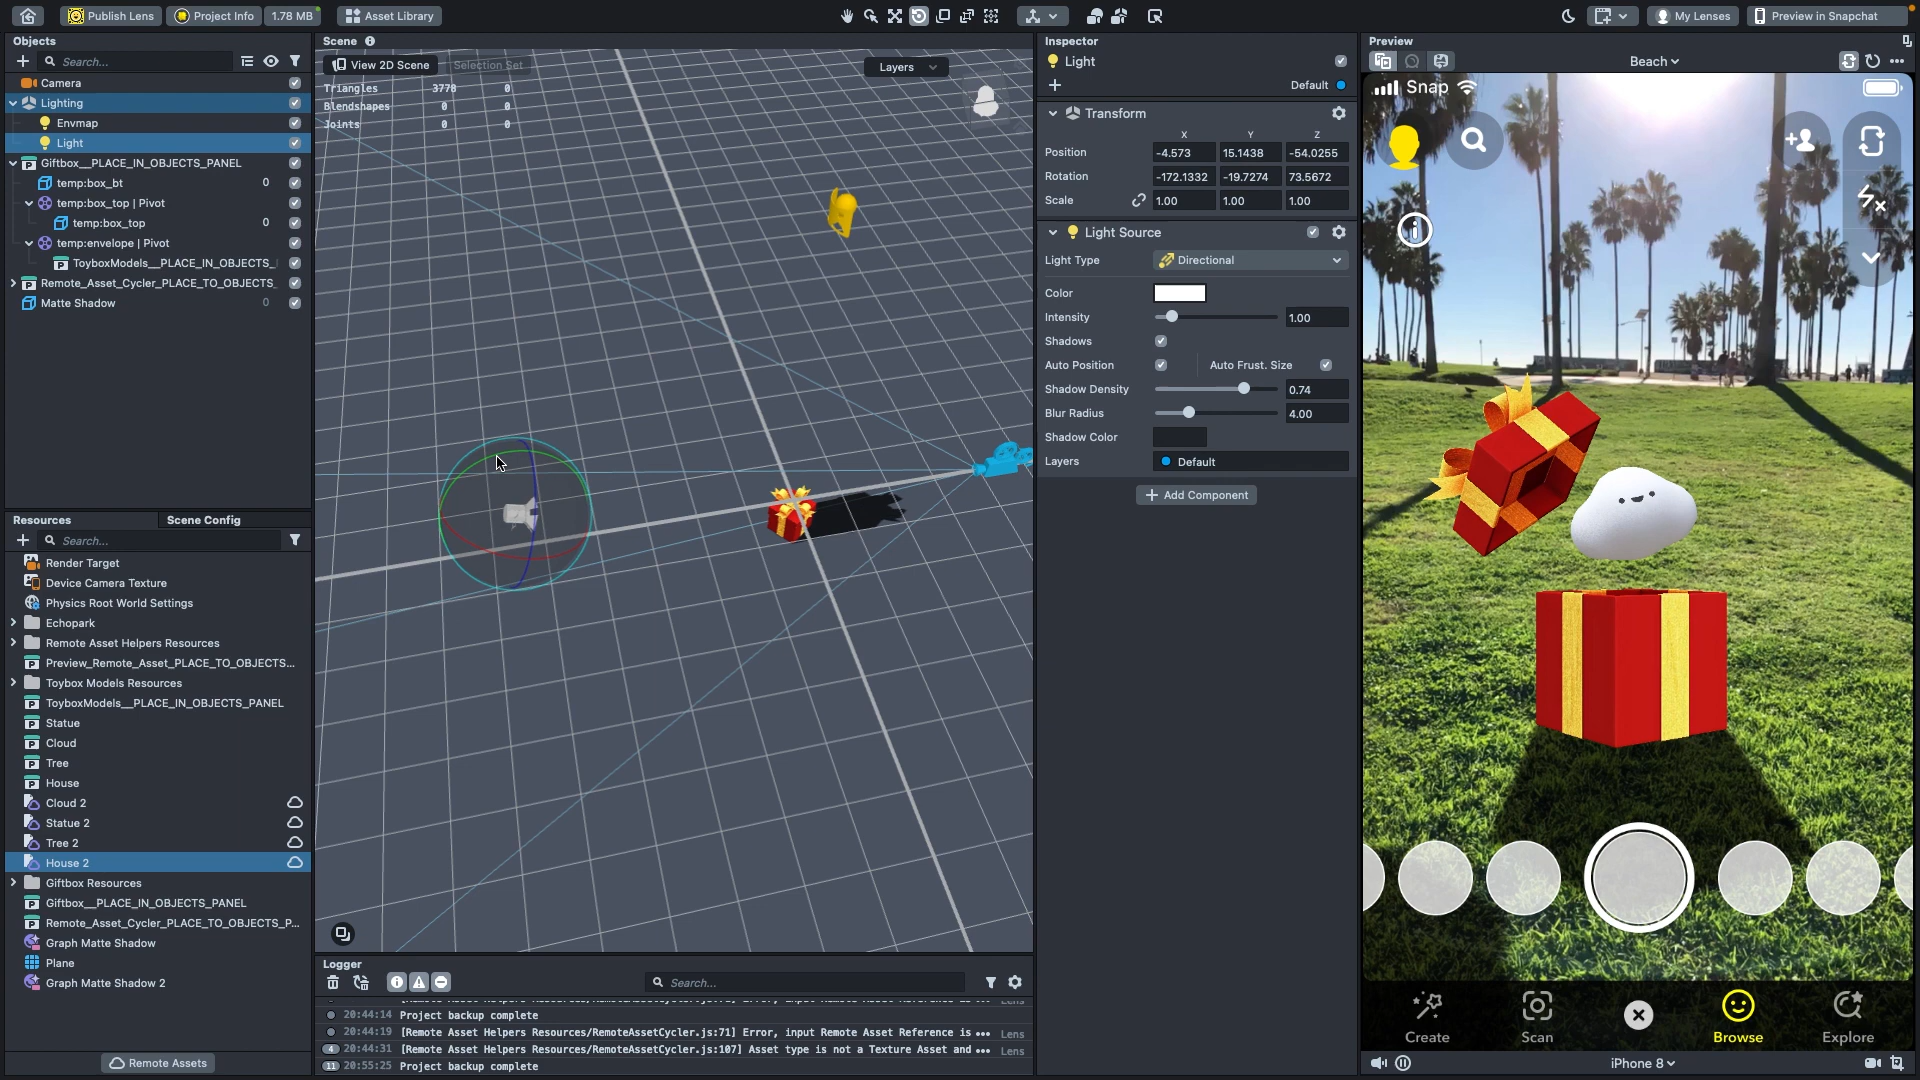 Publish Lens
Project Info
1.78 MB
Asset Library
My Lenses
Preview in Snapchat
Objects
Search...
Camera
Lighting
Envmap
Light
Giftbox__PLACE_IN_OBJECTS_PANEL
temp:box_bt 0
temp:box_top | Pivot
temp:box_top 0
temp:envelope | Pivot
ToyboxModels__PLACE_IN_OBJECTS_
Remote_Asset_Cycler_PLACE_TO_OBJECTS_
Matte Shadow 0
Resources
Scene Config
Search...
Render Target
Device Camera Texture
Physics Root World Settings
Echopark
Remote Asset Helpers Resources
Preview_Remote_Asset_PLACE_TO_OBJECTS...
Toybox Models Resources
ToyboxModels__PLACE_IN_OBJECTS_PANEL
Statue
Cloud
Tree
House
Cloud 2
Statue 2
Tree 2
House 2
Giftbox Resources
Giftbox__PLACE_IN_OBJECTS_PANEL
Remote_Asset_Cycler_PLACE_TO_OBJECTS_P...
Graph Matte Shadow
Plane
Graph Matte Shadow 2
Remote Assets
Scene
View 2D Scene
Selection Set
Layers
Triangles 3778 0
Blendshapes 0 0
Joints 0 0
Logger
Search...
20:44:14 Project backup complete
20:44:19 [Remote Asset Helpers Resources/RemoteAssetCycler.js:71] Error, input Remote Asset Reference is ••• Lens
4 20:44:31 [Remote Asset Helpers Resources/RemoteAssetCycler.js:107] Asset type is not a Texture Asset and ••• Lens
11 20:55:25 Project backup complete
Inspector
Light
Default
Transform
X Y Z
Position -4.573 15.1438 -54.0255
Rotation -172.1332 -19.7274 73.5672
Scale 1.00 1.00 1.00
Light Source
Light Type Directional
Color
Intensity 1.00
Shadows
Auto Position Auto Frust. Size
Shadow Density 0.74
Blur Radius 4.00
Shadow Color
Layers Default
+ Add Component
Preview
Beach
Snap
Create
Scan
Browse
Explore
iPhone 8